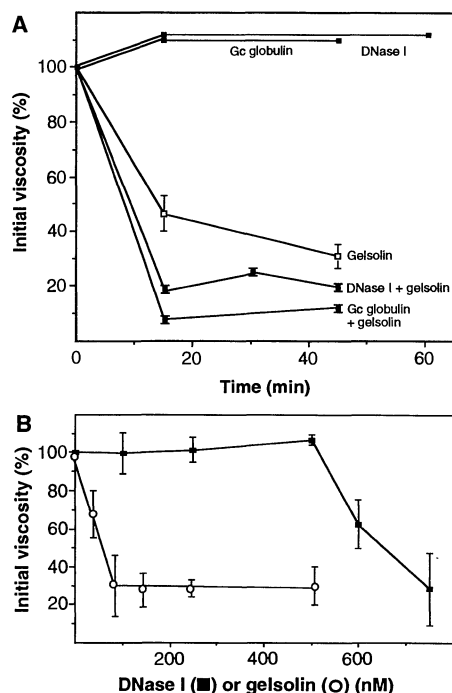 A
Initial viscosity (%)
100
80
60
40
20
Gc globulin
DNase I
Gelsolin
DNase I + gelsolin
Gc globulin
+ gelsolin
0
20
40
60
Time (min)
B
Initial viscosity (%)
100
80
60
40
20
200
400
600
DNase I (■) or gelsolin (O) (nM)